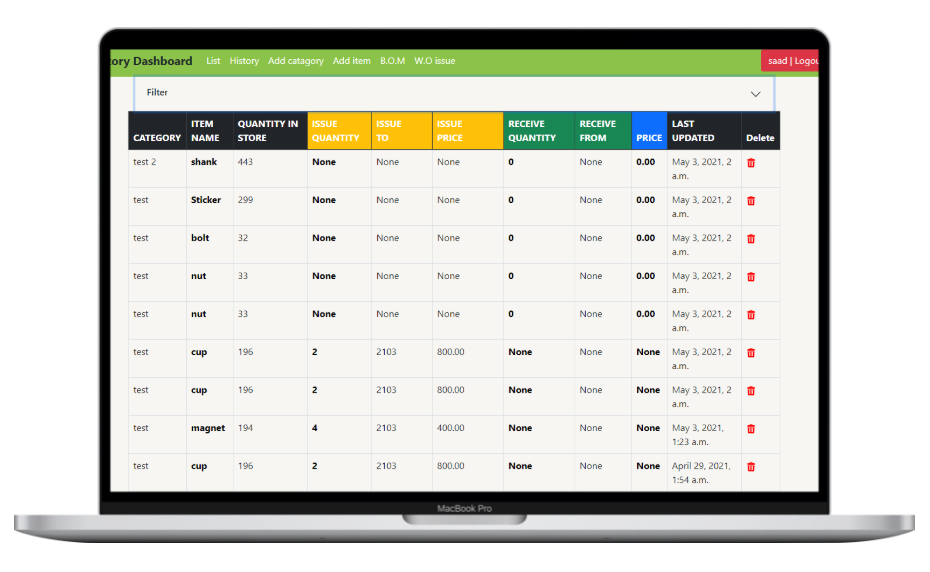 ory Dashboard List History Add catagory Add item B.O.M W.O issue saad | Logou
Filter
CATEGORY ITEM NAME QUANTITY IN STORE ISSUE QUANTITY ISSUE TO ISSUE PRICE RECEIVE QUANTITY RECEIVE FROM PRICE LAST UPDATED Delete
test 2 shank 443 None None None 0 None 0.00 May 3, 2021, 2 a.m.
test Sticker 299 None None None 0 None 0.00 May 3, 2021, 2 a.m.
test bolt 32 None None None 0 None 0.00 May 3, 2021, 2 a.m.
test nut 33 None None None 0 None 0.00 May 3, 2021, 2 a.m.
test nut 33 None None None 0 None 0.00 May 3, 2021, 2 a.m.
test cup 196 2 2103 800.00 None None None May 3, 2021, 2 a.m.
test cup 196 2 2103 800.00 None None None May 3, 2021, 2 a.m.
test magnet 194 4 2103 400.00 None None None May 3, 2021, 1:23 a.m.
test cup 196 2 2103 800.00 None None None April 29, 2021, 1:54 a.m.
MacBook Pro